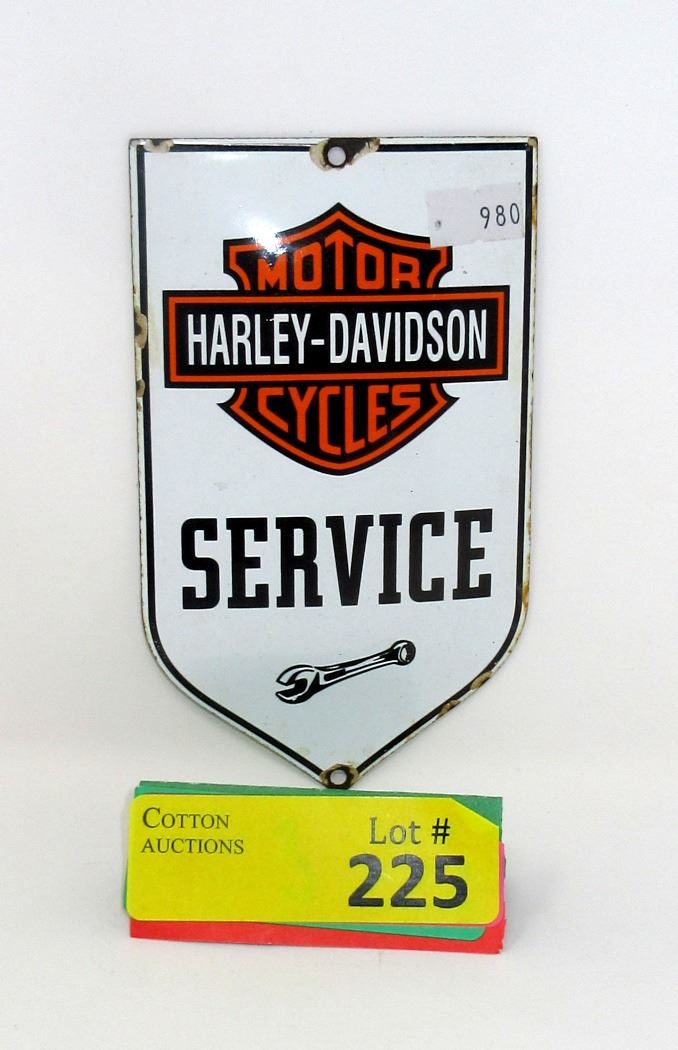 980
MOTOR
HARLEY-DAVIDSON
CYCLES
SERVICE
COTTON
AUCTIONS
Lot #
225